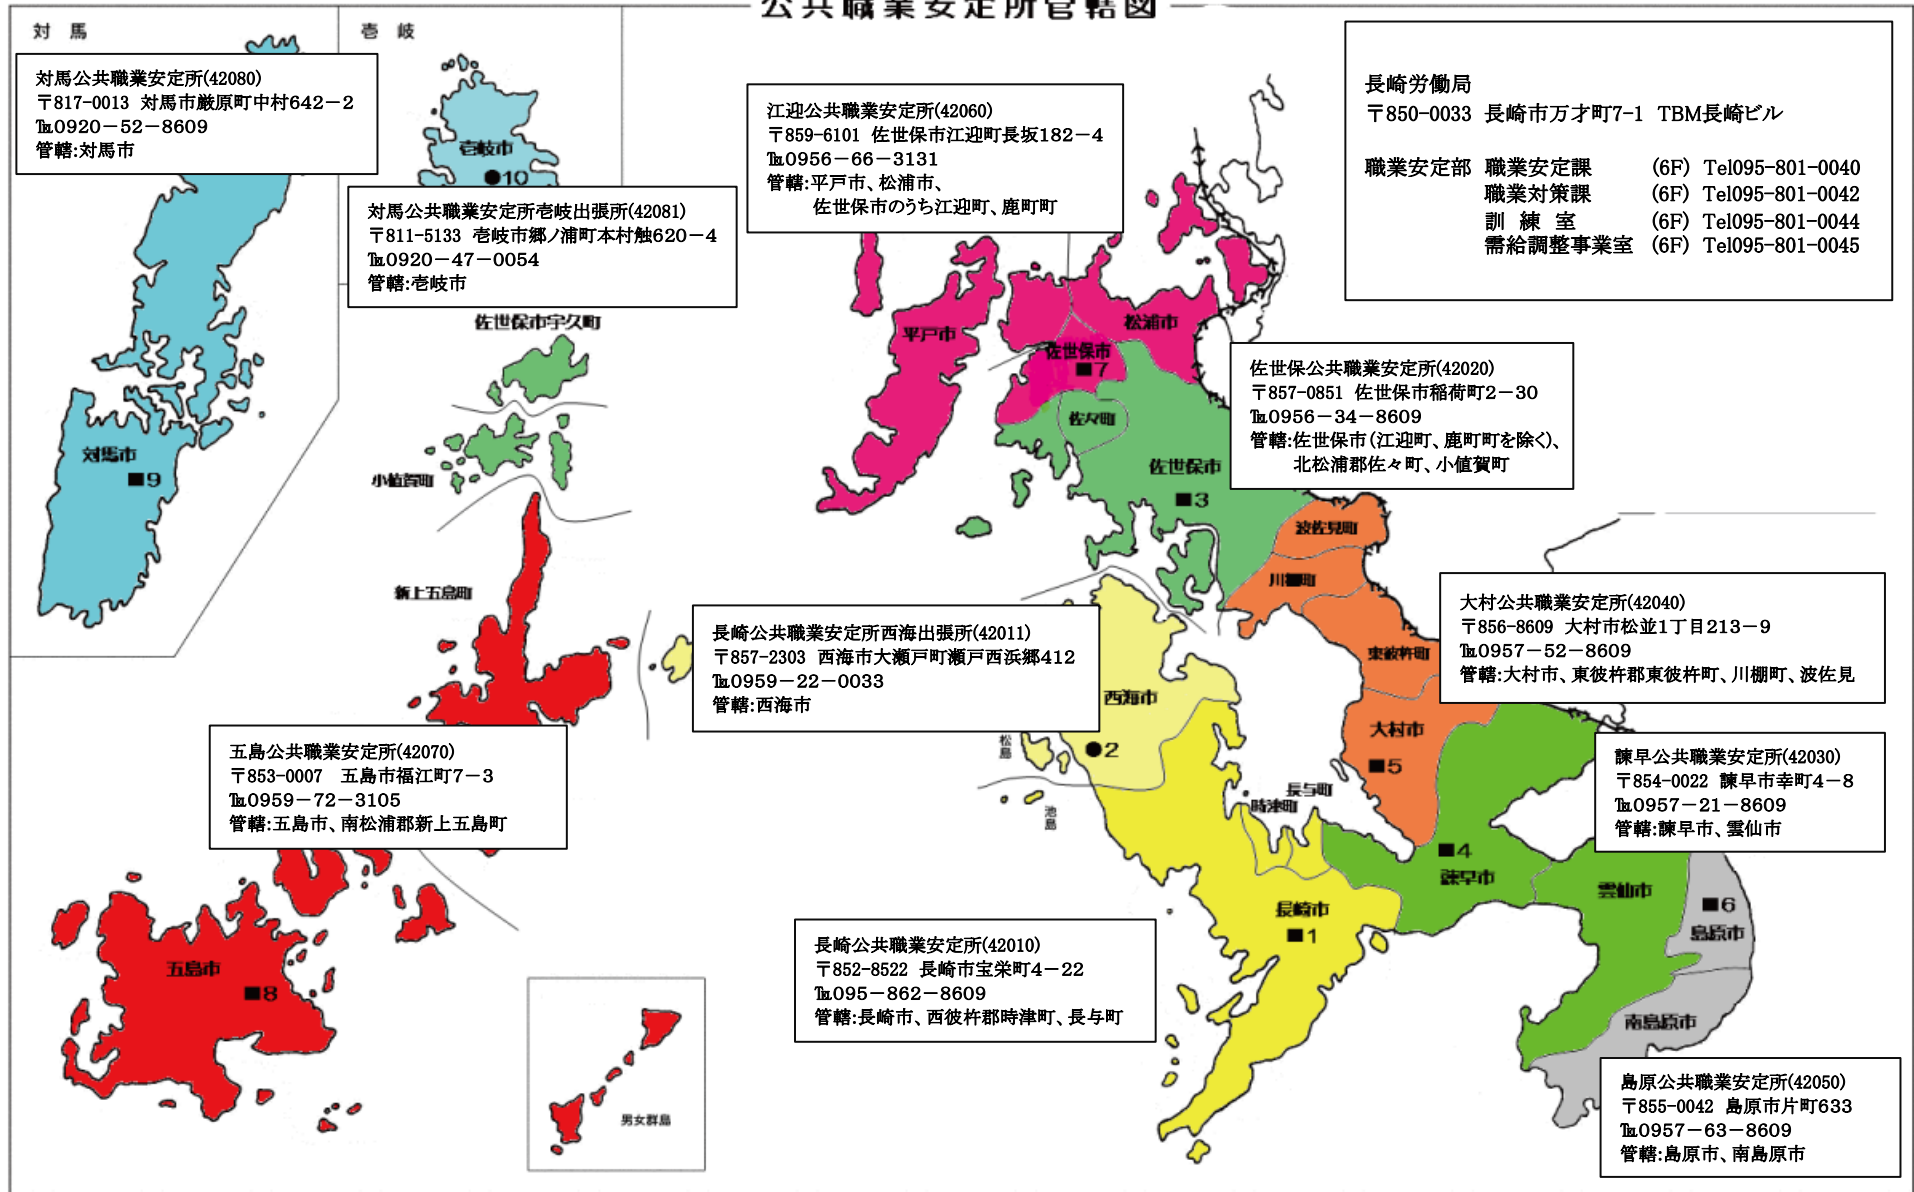 公共職業安定所管轄図
対 馬
壱 岐
対馬公共職業安定所(42080)
〒817-0013 対馬市厳原町中村642－2
℡0920－52－8609
管轄:対馬市
壱岐市
●10
対馬公共職業安定所壱岐出張所(42081)
〒811-5133 壱岐市郷ノ浦町本村触620－4
℡0920－47－0054
管轄:壱岐市
江迎公共職業安定所(42060)
〒859-6101 佐世保市江迎町長坂182－4
℡0956－66－3131
管轄:平戸市、松浦市、
佐世保市のうち江迎町、鹿町町
長崎労働局
〒850-0033 長崎市万才町7-1 TBM長崎ビル
職業安定部 職業安定課 (6F) Tel095-801-0040
職業対策課 (6F) Tel095-801-0042
訓 練 室 (6F) Tel095-801-0044
需給調整事業室 (6F) Tel095-801-0045
佐世保市宇久町
平戸市
松浦市
佐世保市
■7
佐世保公共職業安定所(42020)
〒857-0851 佐世保市稲荷町2－30
℡0956－34－8609
管轄:佐世保市(江迎町、鹿町町を除く)、
北松浦郡佐々町、小値賀町
佐々町
対馬市
■9
小値賀町
佐世保市
■3
波佐見町
川棚町
新上五島町
大村公共職業安定所(42040)
〒856-8609 大村市松並1丁目213－9
℡0957－52－8609
管轄:大村市、東彼杵郡東彼杵町、川棚町、波佐見
長崎公共職業安定所西海出張所(42011)
〒857-2303 西海市大瀬戸町瀬戸西浜郷412
℡0959－22－0033
管轄:西海市
東彼杵町
西海市
●2
松島
大村市
■5
五島公共職業安定所(42070)
〒853-0007 五島市福江町7－3
℡0959－72－3105
管轄:五島市、南松浦郡新上五島町
諫早公共職業安定所(42030)
〒854-0022 諫早市幸町4－8
℡0957－21－8609
管轄:諫早市、雲仙市
池島
長与町
時津町
■4
諫早市
雲仙市
■6
島原市
長崎市
■1
長崎公共職業安定所(42010)
〒852-8522 長崎市宝栄町4－22
℡095－862－8609
管轄:長崎市、西彼杵郡時津町、長与町
五島市
■8
南島原市
男女群島
島原公共職業安定所(42050)
〒855-0042 島原市片町633
℡0957－63－8609
管轄:島原市、南島原市